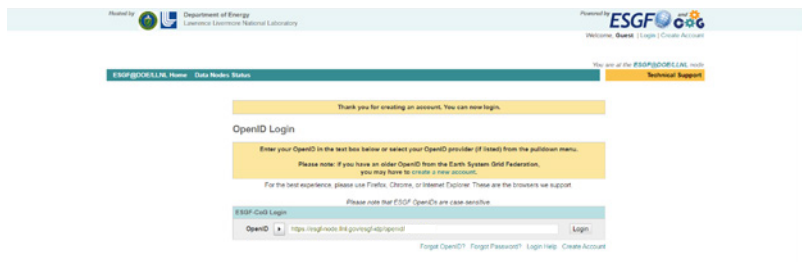 Hosted by
Department of Energy
Lawrence Livermore National Laboratory
Powered by
ESGF and CoG
Welcome, Guest. | Login | Create Account
You are at the ESGF@DOE/LLNL node
ESGF@DOE/LLNL Home Data Nodes Status
Technical Support
Thank you for creating an account. You can now login.
OpenID Login
Enter your OpenID in the text box below or select your OpenID provider (if listed) from the pulldown menu.
Please note: if you have an older OpenID from the Earth System Grid Federation,
you may have to create a new account.
For the best experience, please use Firefox, Chrome, or Internet Explorer. These are the browsers we support.
Please note that ESGF OpenIDs are case-sensitive.
ESGF-CoG Login
OpenID https://esgf-node.llnl.gov/esgf-idp/openid/ Login
Forgot OpenID? Forgot Password? Login Help Create Account